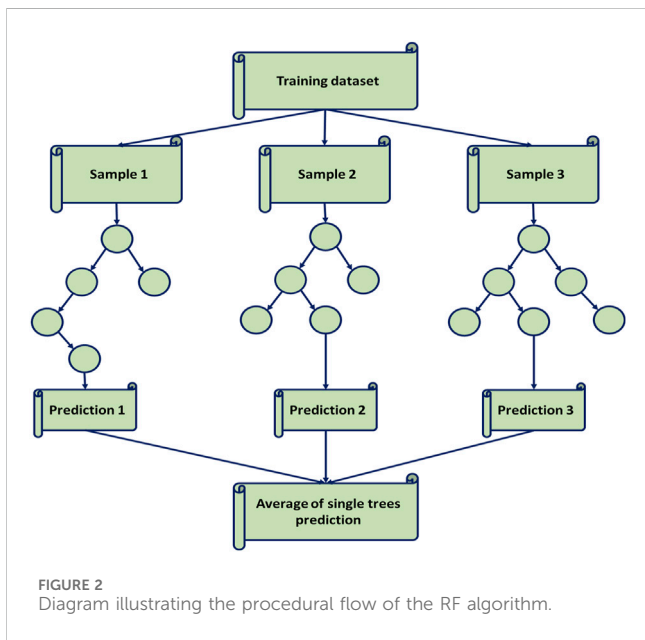 Training dataset
Sample 1
Sample 2
Sample 3
Prediction 1
Prediction 2
Prediction 3
Average of single trees
prediction
FIGURE 2
Diagram illustrating the procedural flow of the RF algorithm.